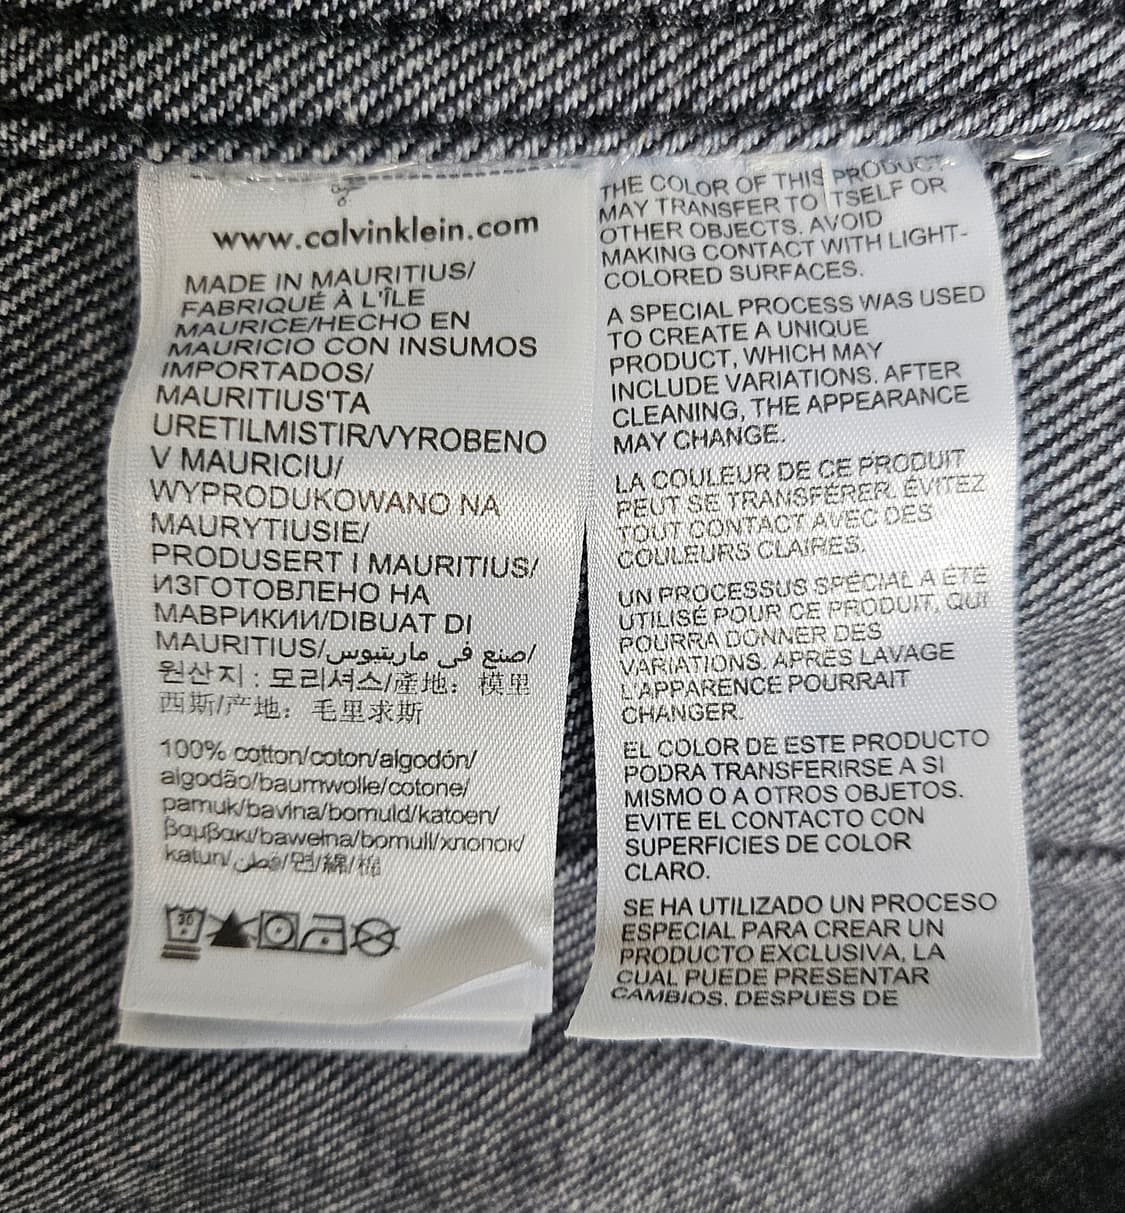 www.calvinklein.com
MADE IN MAURITIUS/
FABRIQUÉ À L'ÎLE
MAURICE/HECHO EN
MAURICIO CON INSUMOS
IMPORTADOS/
MAURITIUS'TA
URETILMISTIR/VYROBENO
V MAURICIU/
WYPRODUKOWANO NA
MAURYTIUSIE/
PRODUSERT I MAURITIUS/
ИЗГОТОВЛЕНО НА
МАВРИКИИ/DIBUAT DI
MAURITIUS/صنع في ماريتيوس/
원산지 : 모리셔스/產地：模里
西斯/产地：毛里求斯
100% cotton/coton/algodón/
algodão/baumwolle/cotone/
pamuk/bavlna/bomuld/katoen/
βαμβακι/bawełna/bomull/хлопок/
katun/قطن/면/綿/棉
30
THE COLOR OF THIS PRODUCT
MAY TRANSFER TO ITSELF OR
OTHER OBJECTS. AVOID
MAKING CONTACT WITH LIGHT-
COLORED SURFACES.
A SPECIAL PROCESS WAS USED
TO CREATE A UNIQUE
PRODUCT, WHICH MAY
INCLUDE VARIATIONS. AFTER
CLEANING, THE APPEARANCE
MAY CHANGE.
LA COULEUR DE CE PRODUIT
PEUT SE TRANSFÉRER. ÉVITEZ
TOUT CONTACT AVEC DES
COULEURS CLAIRES.
UN PROCESSUS SPÉCIAL A ÉTÉ
UTILISÉ POUR CE PRODUIT, QUI
POURRA DONNER DES
VARIATIONS. APRÈS LAVAGE
L'APPARENCE POURRAIT
CHANGER.
EL COLOR DE ESTE PRODUCTO
PODRA TRANSFERIRSE A SI
MISMO O A OTROS OBJETOS.
EVITE EL CONTACTO CON
SUPERFICIES DE COLOR
CLARO.
SE HA UTILIZADO UN PROCESO
ESPECIAL PARA CREAR UN
PRODUCTO EXCLUSIVA, LA
CUAL PUEDE PRESENTAR
CAMBIOS. DESPUES DE